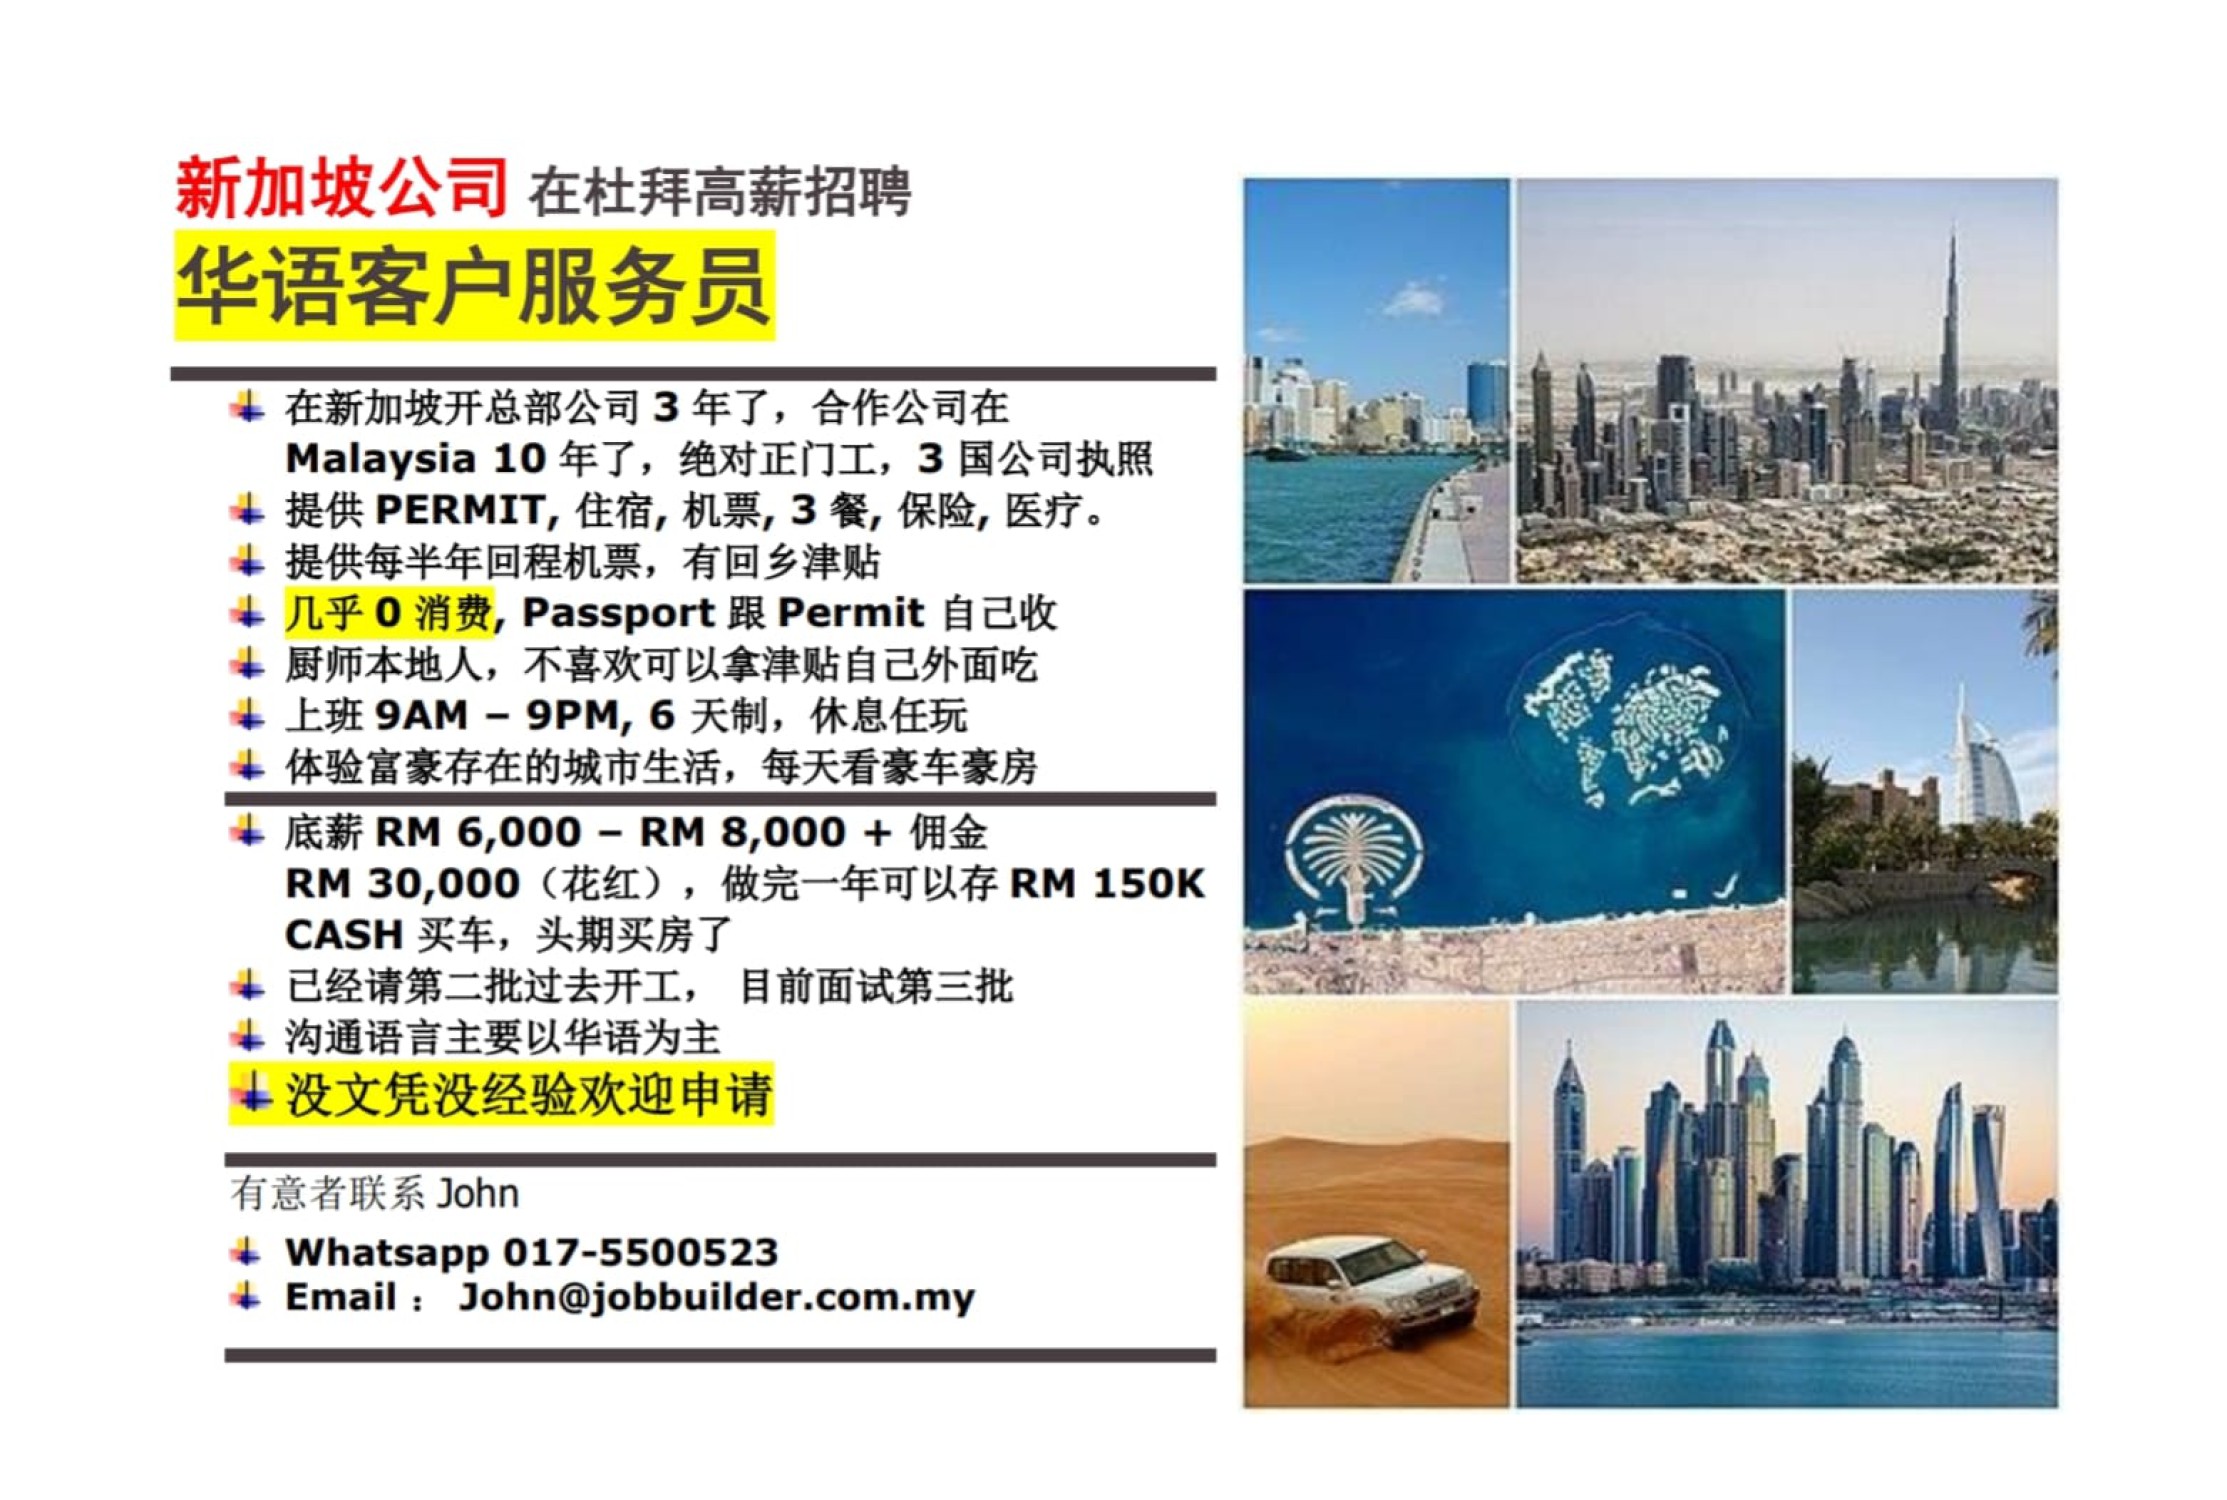 新加坡公司 在杜拜高薪招聘
华语客户服务员
在新加坡开总部公司 3 年了，合作公司在
Malaysia 10 年了，绝对正门工，3 国公司执照
提供 PERMIT, 住宿, 机票, 3 餐, 保险, 医疗。
提供每半年回程机票，有回乡津贴
几乎 0 消费, Passport 跟 Permit 自己收
厨师本地人，不喜欢可以拿津贴自己外面吃
上班 9AM – 9PM, 6 天制，休息任玩
体验富豪存在的城市生活，每天看豪车豪房
底薪 RM 6,000 – RM 8,000 + 佣金
RM 30,000（花红），做完一年可以存 RM 150K
CASH 买车，头期买房了
已经请第二批过去开工， 目前面试第三批
沟通语言主要以华语为主
没文凭没经验欢迎申请
有意者联系 John
Whatsapp 017-5500523
Email： John@jobbuilder.com.my